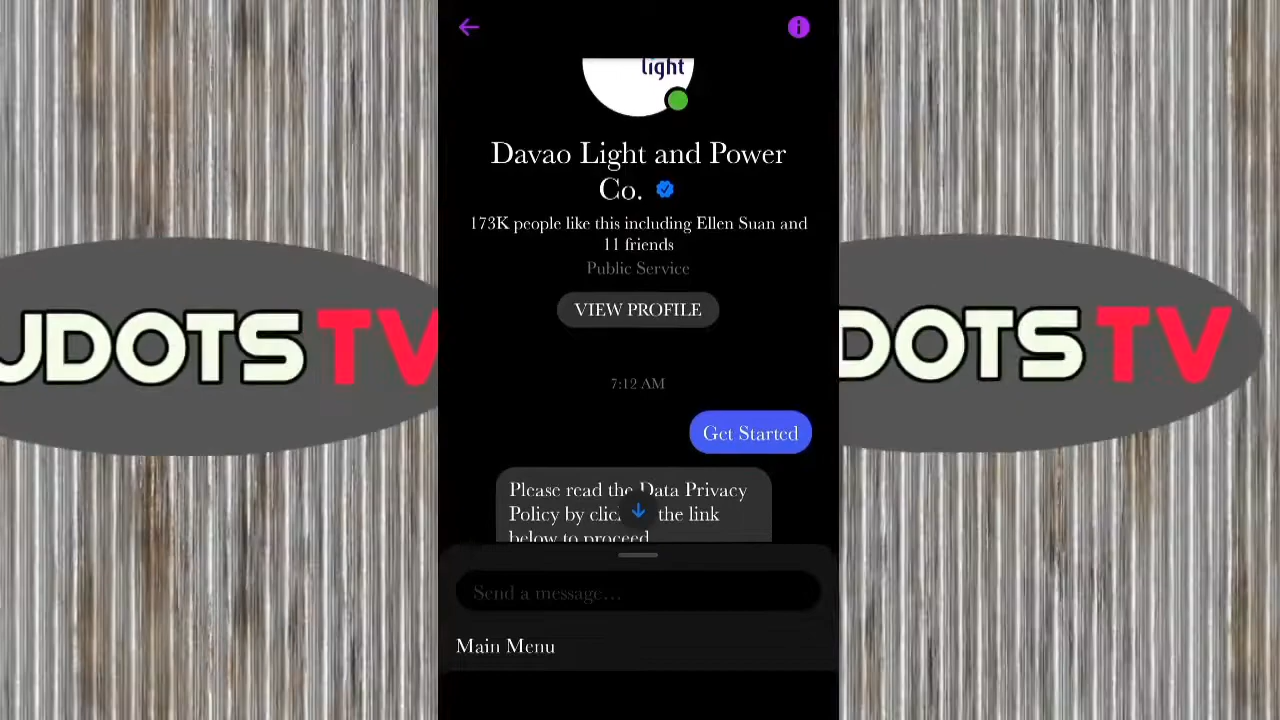 light
Davao Light and Power
Co.
173K people like this including Ellen Suan and
11 friends
Public Service
VIEW PROFILE
7:12 AM
Get Started
Please read the Data Privacy
Policy by clic the link
below to proceed
Send a message...
Main Menu
UDOTS TV
DOTS TV